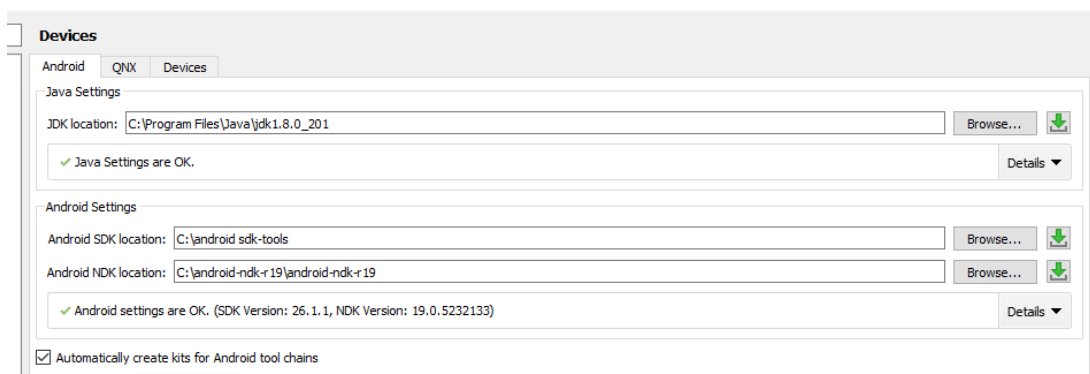 Devices
Android QNX Devices
Java Settings
JDK location: C:\Program Files\Java\jdk1.8.0_201 Browse...
Java Settings are OK. Details
Android Settings
Android SDK location: C:\android sdk-tools Browse...
Android NDK location: C:\android-ndk-r19\android-ndk-r19 Browse...
Android settings are OK. (SDK Version: 26.1.1, NDK Version: 19.0.5232133) Details
Automatically create kits for Android tool chains